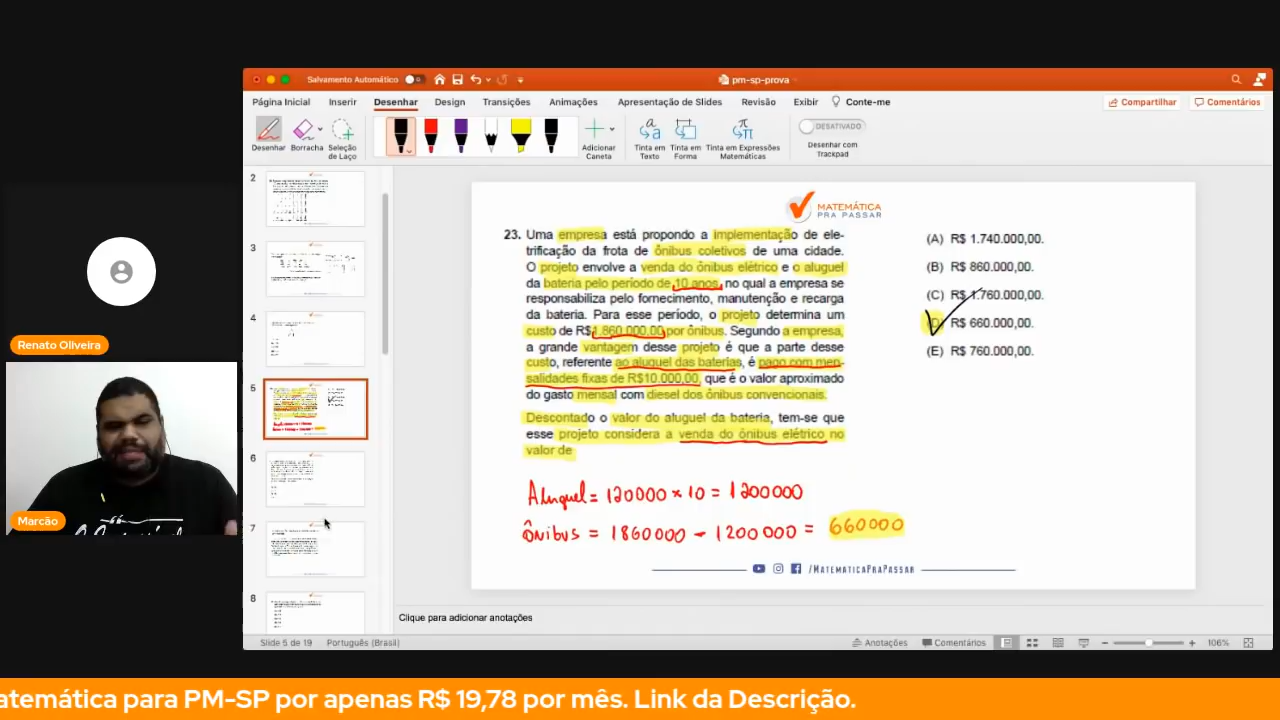 Salvamento Automático
pm-sp-prova
Página Inicial Inserir Desenhar Design Transições Animações Apresentação de Slides Revisão Exibir Conte-me
Compartilhar Comentários
Desenhar Borracha Seleção de Laço Adicionar Caneta Tinta em Texto Tinta em Forma Tinta em Expressões Matemáticas DESATIVADO Desenhar com Trackpad
2
3
4
5
6
7
8
MATEMÁTICA
PRA PASSAR
23. Uma empresa está propondo a implementação de ele-
trificação da frota de ônibus coletivos de uma cidade.
O projeto envolve a venda do ônibus elétrico e o aluguel
da bateria pelo período de 10 anos, no qual a empresa se
responsabiliza pelo fornecimento, manutenção e recarga
da bateria. Para esse período, o projeto determina um
custo de R$1.860.000,00 por ônibus. Segundo a empresa,
a grande vantagem desse projeto é que a parte desse
custo, referente ao aluguel das baterias, é pago com men-
salidades fixas de R$10.000,00, que é o valor aproximado
do gasto mensal com diesel dos ônibus convencionais.
Descontado o valor do aluguel da bateria, tem-se que
esse projeto considera a venda do ônibus elétrico no
valor de
(A) R$ 1.740.000,00.
(B) R$ 860.000,00.
(C) R$ 1.760.000,00.
(D) R$ 660.000,00.
(E) R$ 760.000,00.
Aluguel = 120000 × 10 = 1200000
Ônibus = 1860000 - 1200000 = 660000
/MATEMATICAPRAPASSAR
Clique para adicionar anotações
Slide 5 de 19 Português (Brasil) Anotações Comentários 106%
Renato Oliveira
Marcão
atemática para PM-SP por apenas R$ 19,78 por mês. Link da Descrição.